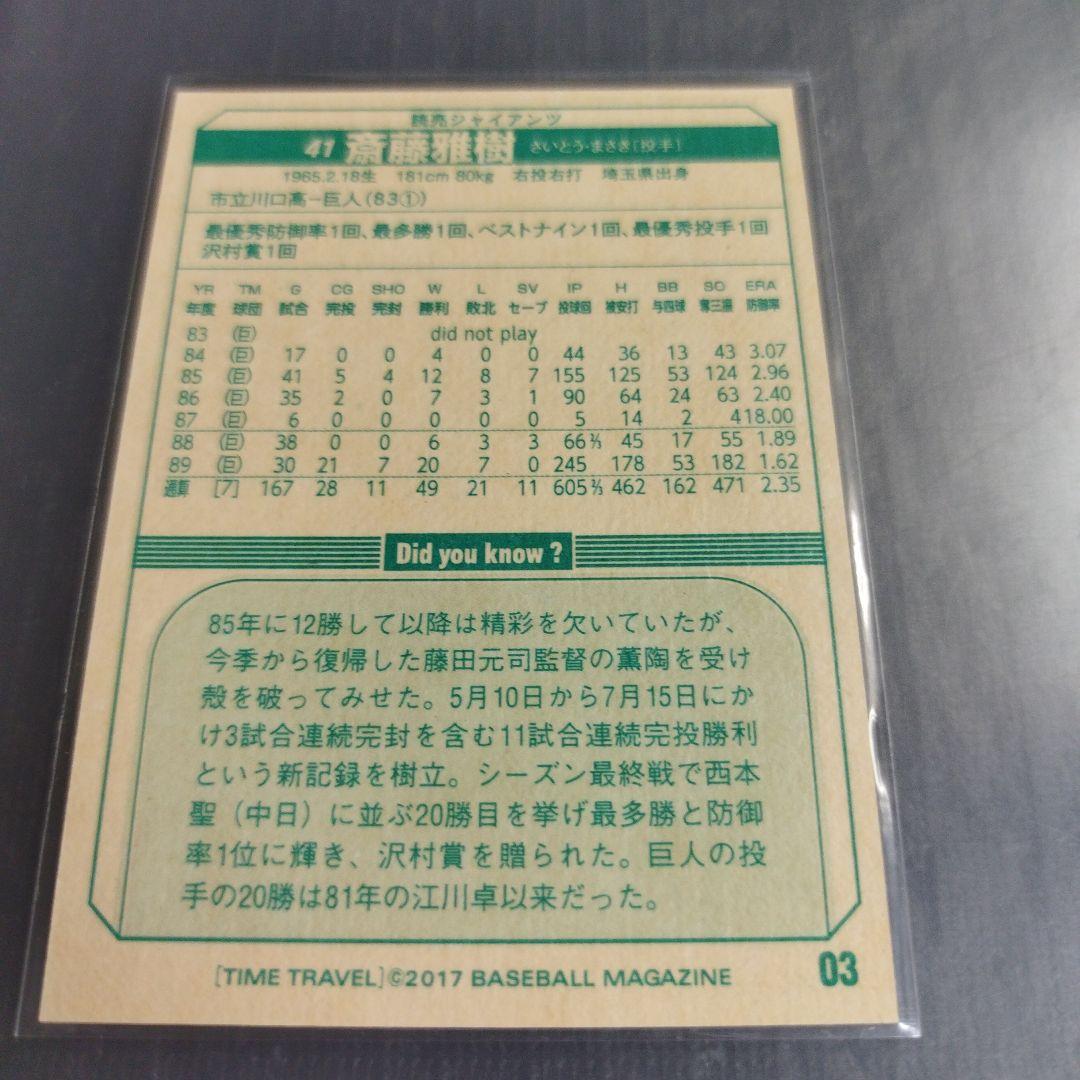 読売ジャイアンツ
41 斎藤雅樹 さいとう・まさき[投手]
1965.2.18生 181cm 80kg 右投右打 埼玉県出身
市立川口高−巨人(83①)
最優秀防御率1回、最多勝1回、ベストナイン1回、最優秀投手1回
沢村賞1回
YR TM G CG SHO W L SV IP H BB SO ERA
年度 球団 試合 完投 完封 勝利 敗北 セーブ 投球回 被安打 与四球 奪三振 防御率
83 (巨) did not play
84 (巨) 17 0 0 4 0 0 44 36 13 43 3.07
85 (巨) 41 5 4 12 8 7 155 125 53 124 2.96
86 (巨) 35 2 0 7 3 1 90 64 24 63 2.40
87 (巨) 6 0 0 0 0 0 5 14 2 4 18.00
88 (巨) 38 0 0 6 3 3 66⅔ 45 17 55 1.89
89 (巨) 30 21 7 20 7 0 245 178 53 182 1.62
通算 [7] 167 28 11 49 21 11 605⅔ 462 162 471 2.35
Did you know ?
85年に12勝して以降は精彩を欠いていたが、
今季から復帰した藤田元司監督の薫陶を受け
殻を破ってみせた。5月10日から7月15日にか
け3試合連続完封を含む11試合連続完投勝利
という新記録を樹立。シーズン最終戦で西本
聖(中日)に並ぶ20勝目を挙げ最多勝と防御
率1位に輝き、沢村賞を贈られた。巨人の投
手の20勝は81年の江川卓以来だった。
[TIME TRAVEL]©2017 BASEBALL MAGAZINE
03